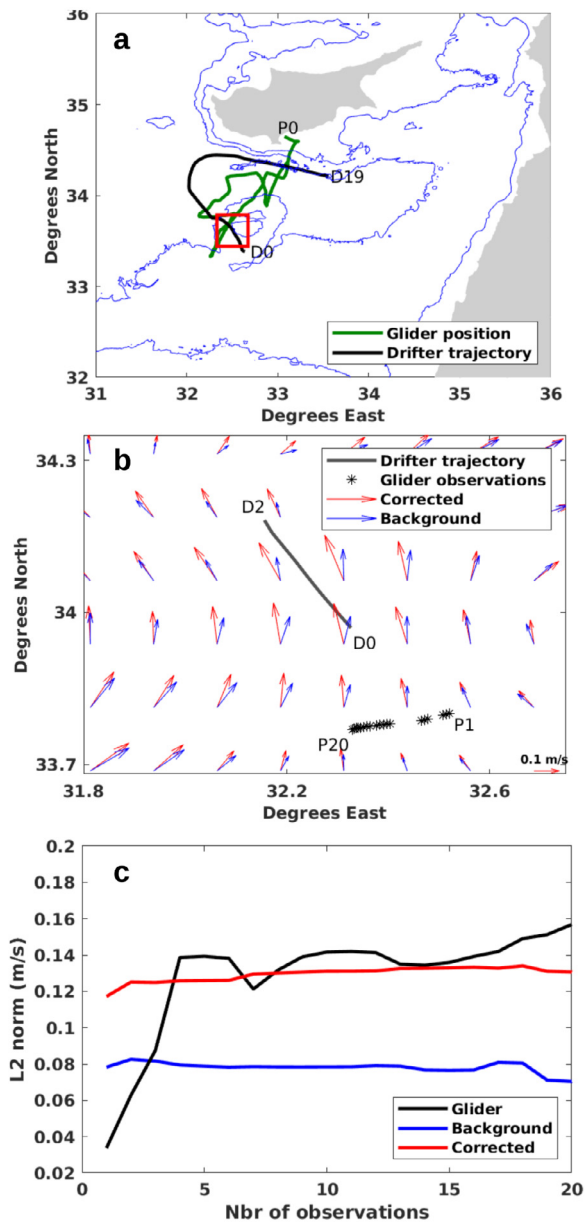 36
a
35
P0
34
D19
33
D0
32
31 32 33 34 35 36
Degrees North
Degrees East
Glider position
Drifter trajectory
b
34.3
34
33.7
D2
D0
P1
P20
0.1 m/s
31.8 32.2 32.6
Degrees North
Degrees East
Drifter trajectory
Glider observations
Corrected
Background
c
0.2
0.18
0.16
0.14
0.12
0.1
0.08
0.06
0.04
0.02
0 5 10 15 20
L2 norm (m/s)
Nbr of observations
Glider
Background
Corrected